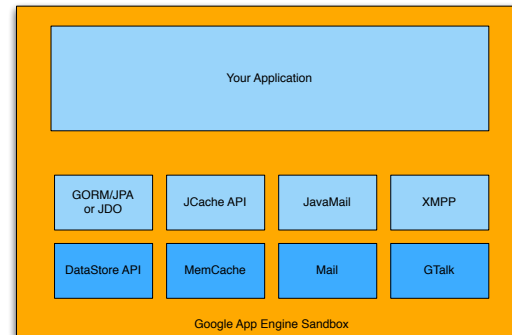 Your Application
GORM/JPA
or JDO
JCache API
JavaMail
XMPP
DataStore API
MemCache
Mail
GTalk
Google App Engine Sandbox